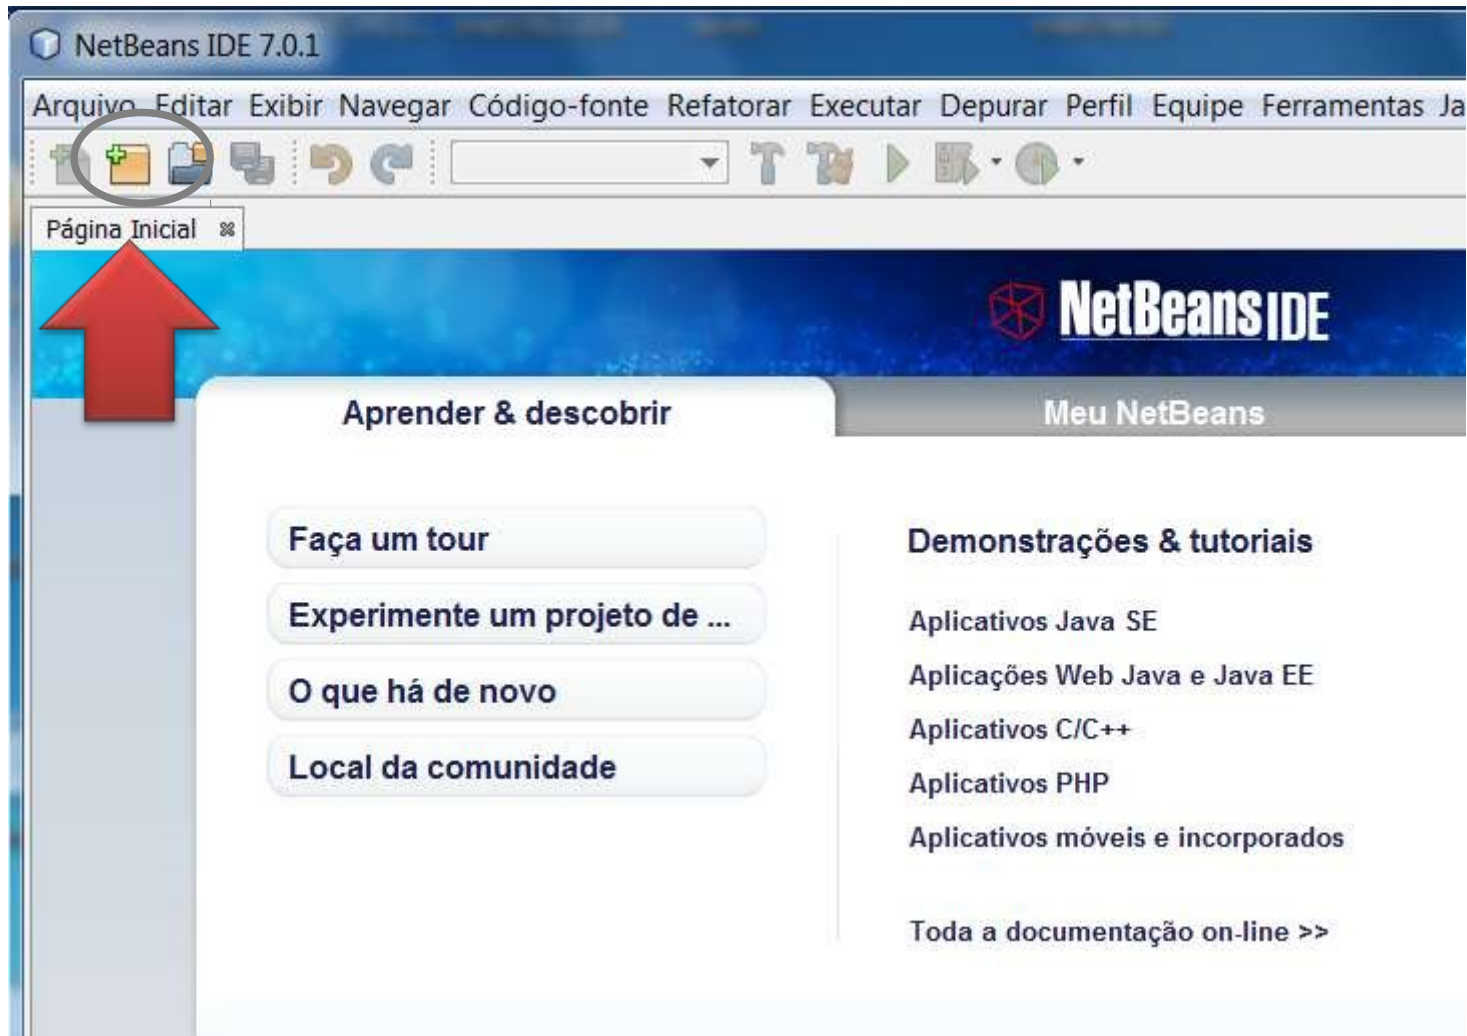 NetBeans IDE 7.0.1
Arquivo Editar Exibir Navegar Código-fonte Refatorar Executar Depurar Perfil Equipe Ferramentas Ja
Página Inicial
NetBeans IDE
Aprender & descobrir
Meu NetBeans
Faça um tour
Experimente um projeto de ...
O que há de novo
Local da comunidade
Demonstrações & tutoriais
Aplicativos Java SE
Aplicações Web Java e Java EE
Aplicativos C/C++
Aplicativos PHP
Aplicativos móveis e incorporados
Toda a documentação on-line >>